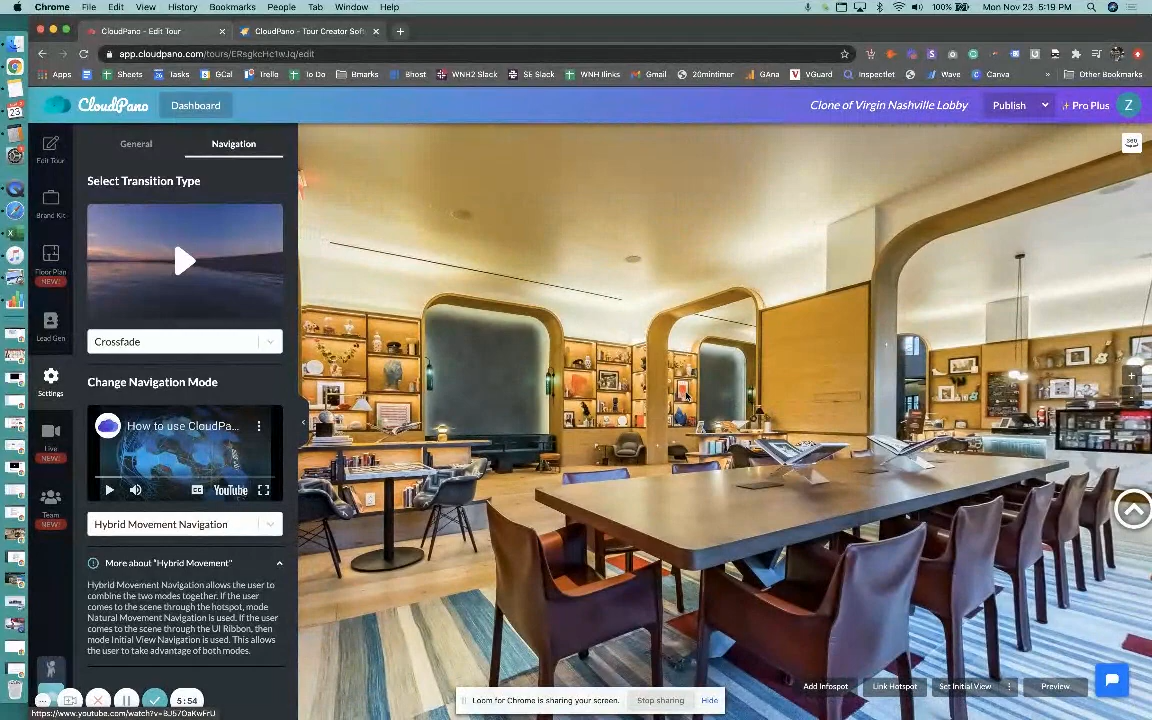 Chrome File Edit View History Bookmarks People Tab Window Help
100% Mon Nov 23 5:19 PM
CloudPano - Edit Tour
CloudPano - Tour Creator Soft
app.cloudpano.com/tours/ERsgkcHc1wJq/edit
Apps Sheets Tasks GCal Trello To Do Bmarks Bhost WNH2 Slack SE Slack WNH Ilinks Gmail 20mintimer GAna VGuard Inspectlet Wave Canva » Other Bookmarks
CloudPano Dashboard
Clone of Virgin Nashville Lobby
Publish
Pro Plus
Z
Edit Tour
Brand Kit
Floor Plan
NEW!
Lead Gen
Settings
Live
NEW!
Team
NEW!
General Navigation
Select Transition Type
Crossfade
Change Navigation Mode
How to use CloudPa...
CC YouTube
Hybrid Movement Navigation
More about "Hybrid Movement"
Hybrid Movement Navigation allows the user to
combine the two modes together. If the user
comes to the scene through the hotspot, mode
Natural Movement Navigation is used. If the user
comes to the scene through the UI Ribbon, then
mode Initial View Navigation is used. This allows
the user to take advantage of both modes.
360
Add Infospot Link Hotspot Set Initial View Preview
5:54
Loom for Chrome is sharing your screen. Stop sharing Hide